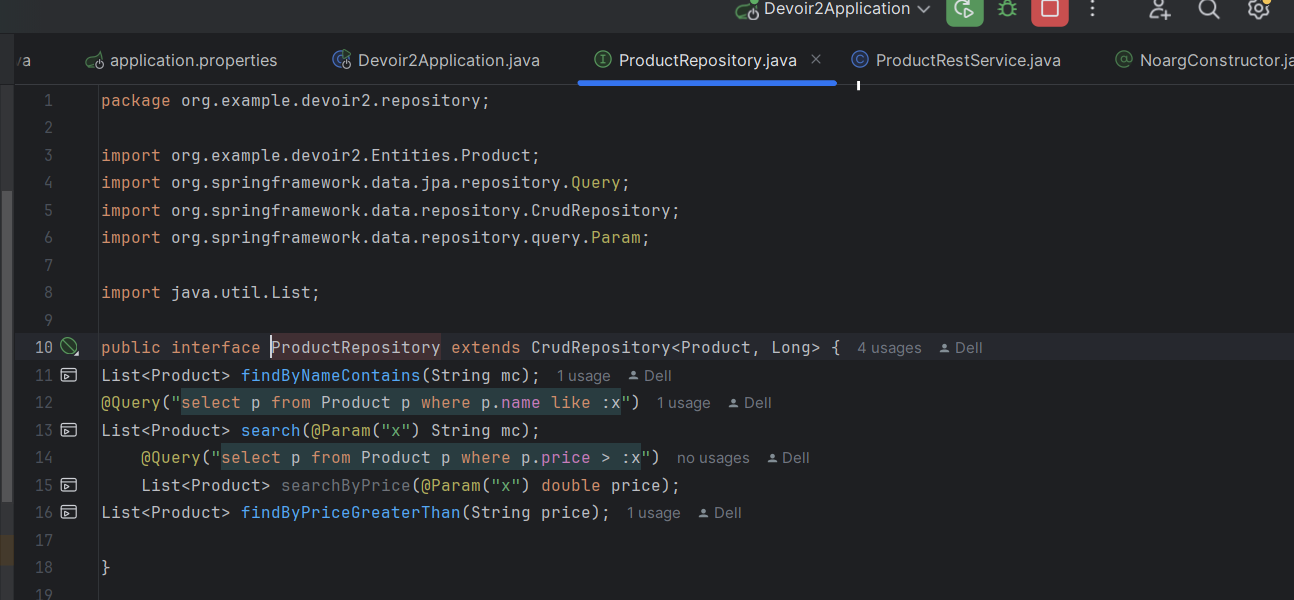 Devoir2Application
/a application.properties Devoir2Application.java ProductRepository.java ProductRestService.java NoargConstructor.ja
1 package org.example.devoir2.repository;
2
3 import org.example.devoir2.Entities.Product;
4 import org.springframework.data.jpa.repository.Query;
5 import org.springframework.data.repository.CrudRepository;
6 import org.springframework.data.repository.query.Param;
7
8 import java.util.List;
9
10 public interface ProductRepository extends CrudRepository<Product, Long> { 4 usages Dell
11 List<Product> findByNameContains(String mc); 1 usage Dell
12 @Query("select p from Product p where p.name like :x") 1 usage Dell
13 List<Product> search(@Param("x") String mc);
14 @Query("select p from Product p where p.price > :x") no usages Dell
15 List<Product> searchByPrice(@Param("x") double price);
16 List<Product> findByPriceGreaterThan(String price); 1 usage Dell
17
18 }
19